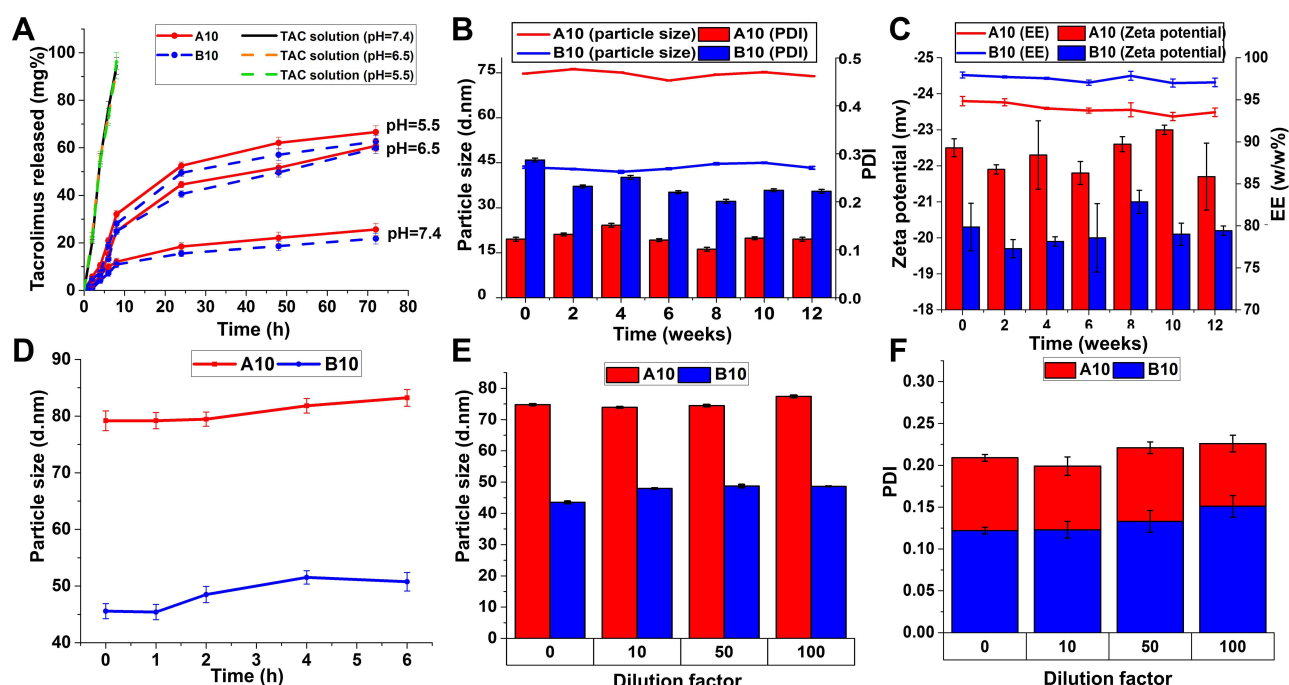 A
A10
B10
TAC solution (pH=7.4)
TAC solution (pH=6.5)
TAC solution (pH=5.5)
Tacrolimus released (mg%)
100
80
60
40
20
0
pH=5.5
pH=6.5
pH=7.4
0 10 20 30 40 50 60 70 80
Time (h)
B
A10 (particle size)
B10 (particle size)
A10 (PDI)
B10 (PDI)
Particle size (d.nm)
75
60
45
30
15
0
PDI
0.5
0.4
0.3
0.2
0.1
0.0
0 2 4 6 8 10 12
Time (weeks)
C
A10 (EE)
B10 (EE)
A10 (Zeta potential)
B10 (Zeta potential)
Zeta potential (mv)
-25
-24
-23
-22
-21
-20
-19
-18
EE (w/w%)
100
95
90
85
80
75
70
0 2 4 6 8 10 12
Time (weeks)
D
A10 B10
Particle size (d.nm)
90
80
70
60
50
40
0 1 2 4 6
Time (h)
E
A10 B10
Particle size (d.nm)
80
70
60
50
40
30
20
10
0
0 10 50 100
Dilution factor
F
A10 B10
PDI
0.30
0.25
0.20
0.15
0.10
0.05
0.00
0 10 50 100
Dilution factor